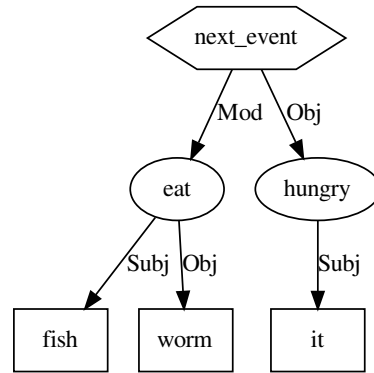 next_event
Mod
Obj
eat
hungry
Subj
Obj
Subj
fish
worm
it